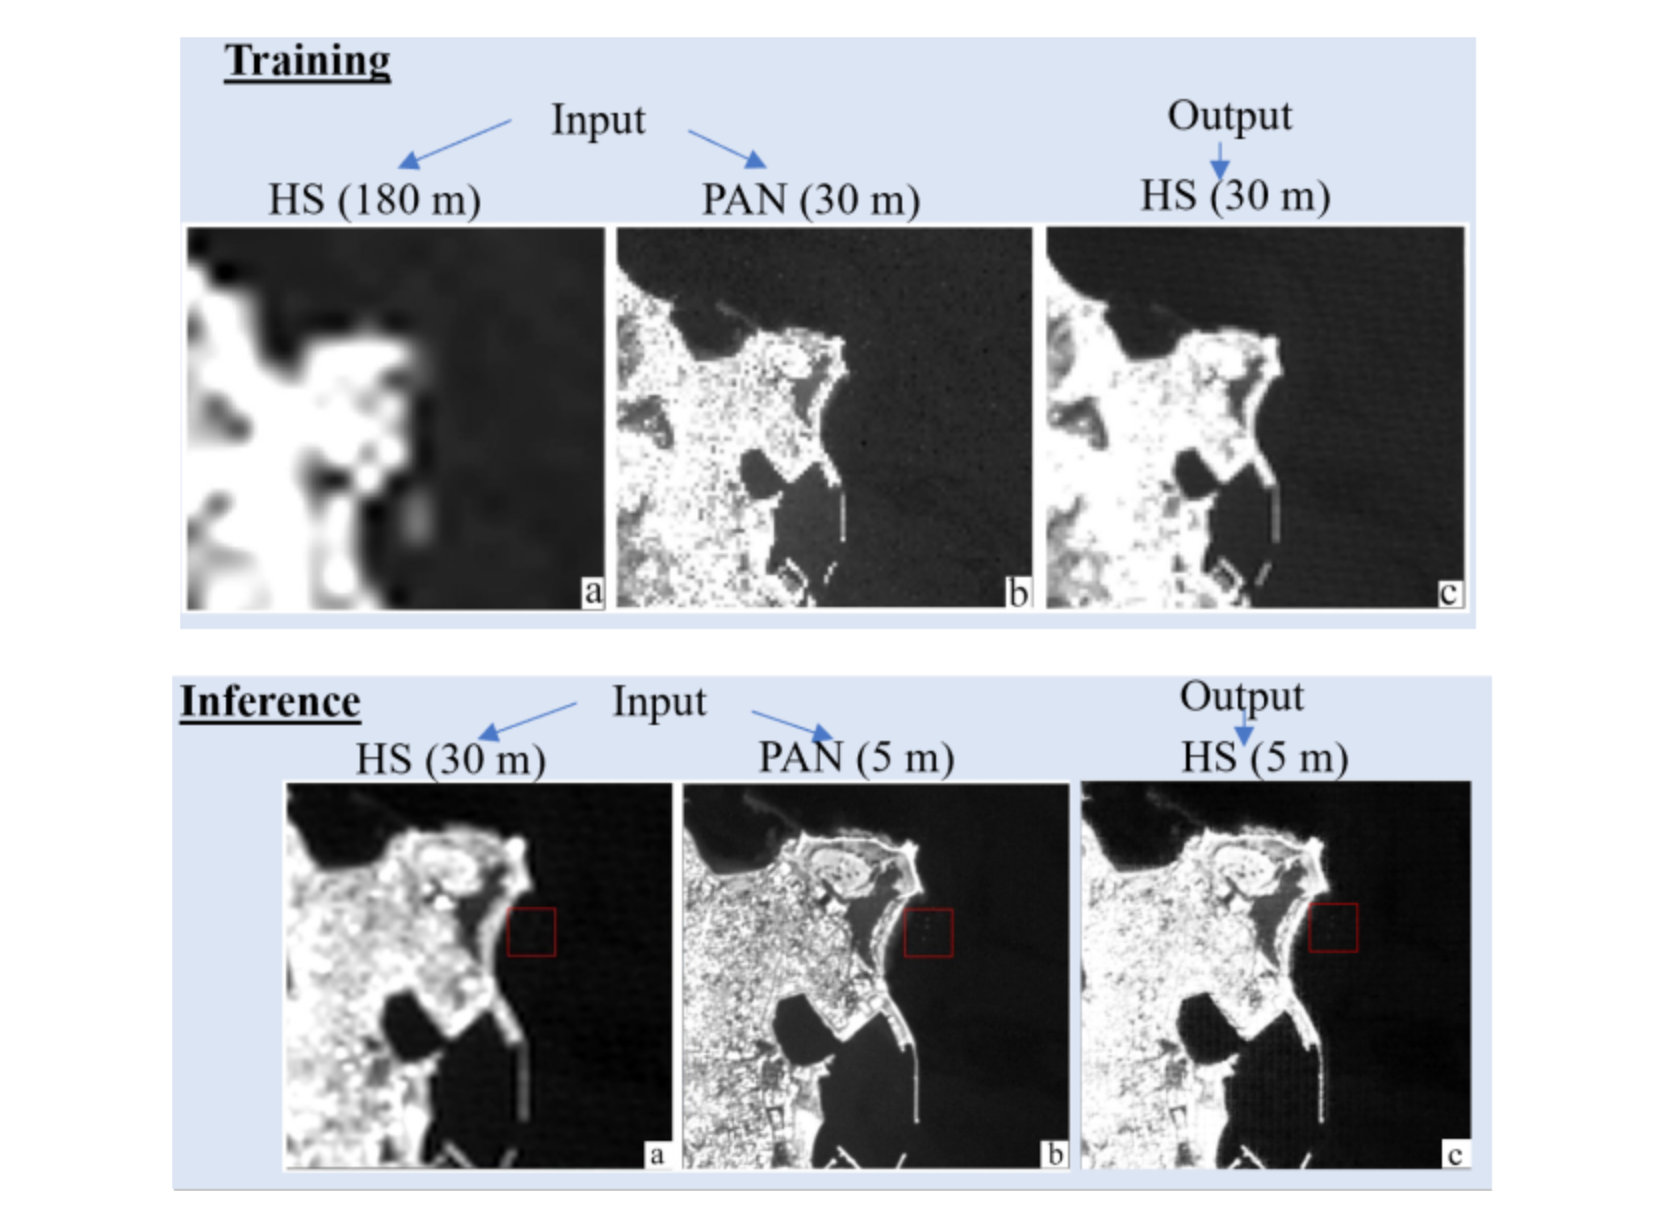 Training
Input
Output
HS (180 m)
PAN (30 m)
HS (30 m)
a
b
c
Inference
Input
Output
HS (30 m)
PAN (5 m)
HS (5 m)
a
b
c